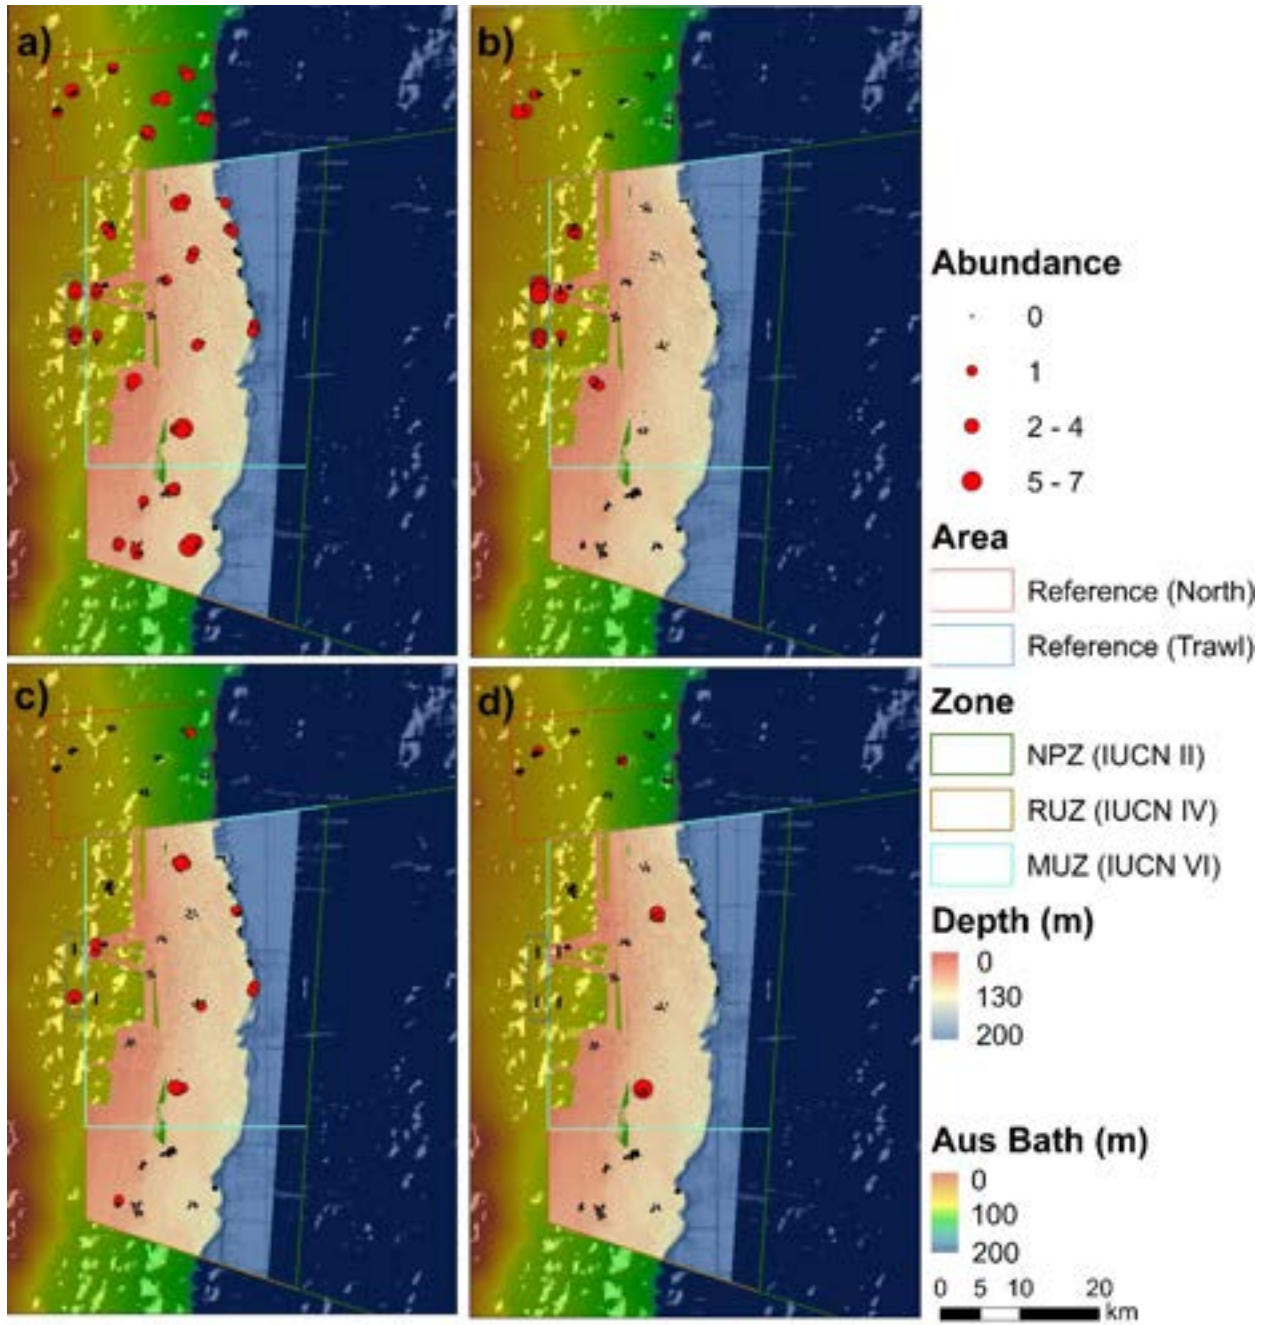 a)
b)
c)
d)
Abundance
0
1
2 - 4
5 - 7
Area
Reference (North)
Reference (Trawl)
Zone
NPZ (IUCN II)
RUZ (IUCN IV)
MUZ (IUCN VI)
Depth (m)
0
130
200
Aus Bath (m)
0
100
200
0 5 10 20
km